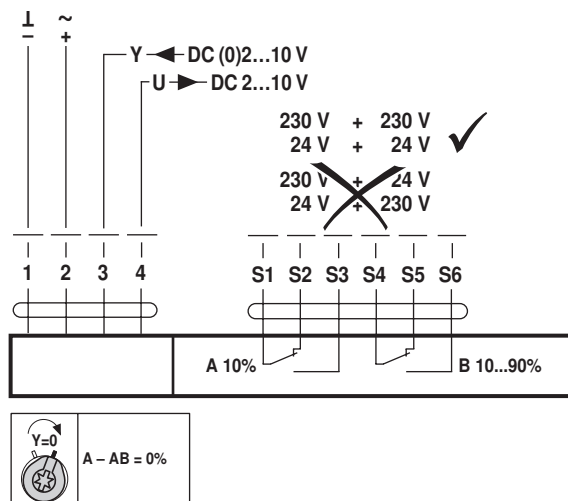 ⊥ ~
– +
Y DC (0)2...10 V
U DC 2...10 V
230 V + 230 V
24 V + 24 V
230 V + 24 V
24 V + 230 V
1 2 3 4 S1 S2 S3 S4 S5 S6
A 10% B 10...90%
Y=0
A – AB = 0%